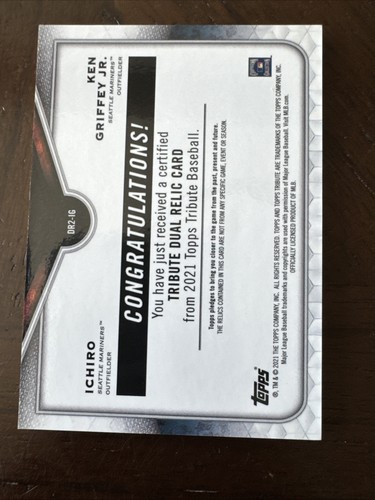 DR2-IG
ICHIRO
SEATTLE MARINERS™
OUTFIELDER
KEN
GRIFFEY JR.
SEATTLE MARINERS™
OUTFIELDER
CONGRATULATIONS!
You have just received a certified
TRIBUTE DUAL RELIC CARD
from 2021 Topps Tribute Baseball.
Topps pledges to bring you closer to the game from the past, present and future.
THE RELICS CONTAINED IN THIS CARD ARE NOT FROM ANY SPECIFIC GAME, EVENT OR SEASON.
topps
®, TM & © 2021 THE TOPPS COMPANY, INC. ALL RIGHTS RESERVED. TOPPS AND TOPPS TRIBUTE ARE TRADEMARKS OF THE TOPPS COMPANY, INC.
Major League Baseball trademarks and copyrights are used with permission of Major League Baseball. Visit MLB.com.
OFFICIALLY LICENSED PRODUCT OF MLB.